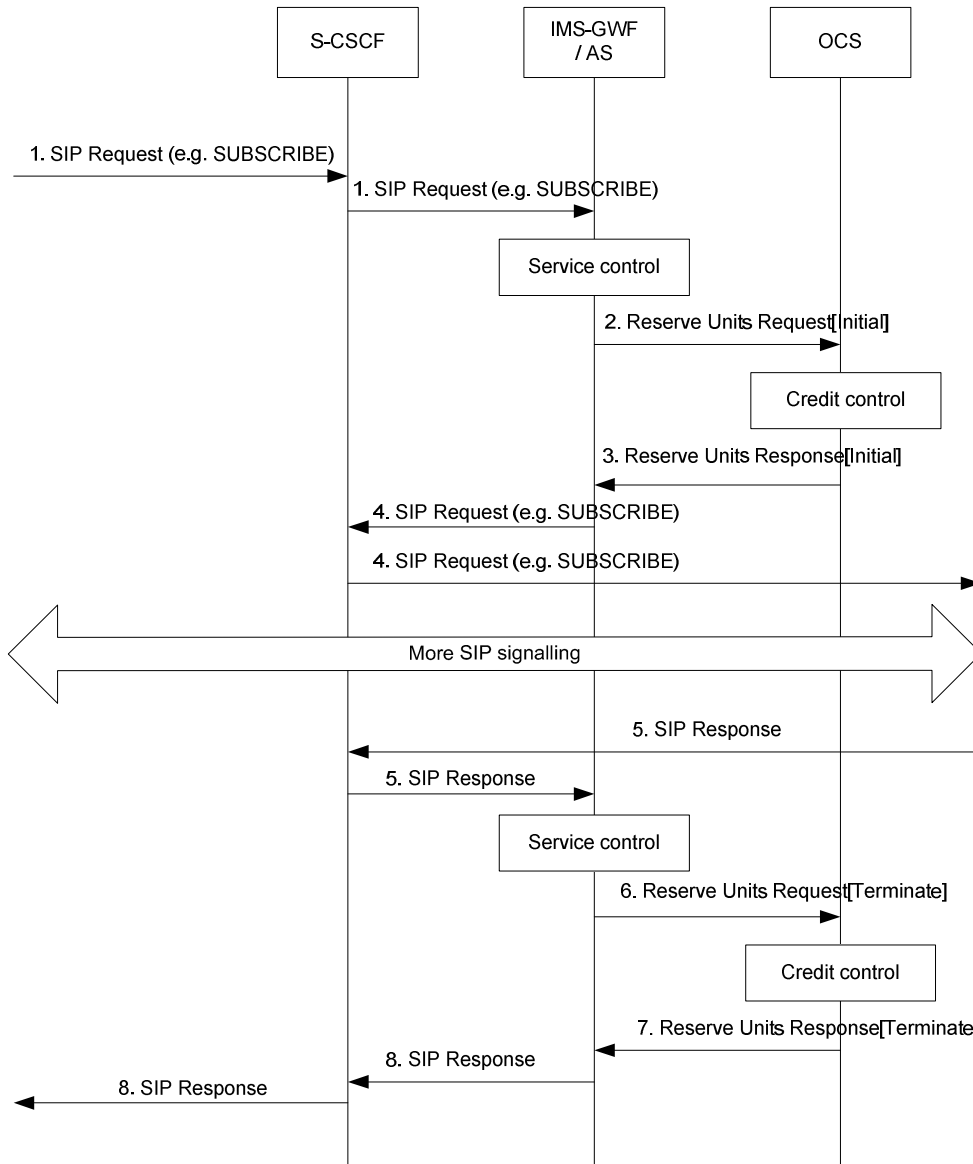 S-CSCF
IMS-GWF
/ AS
OCS
1. SIP Request (e.g. SUBSCRIBE)
1. SIP Request (e.g. SUBSCRIBE)
Service control
2. Reserve Units Request[Initial]
Credit control
3. Reserve Units Response[Initial]
4. SIP Request (e.g. SUBSCRIBE)
4. SIP Request (e.g. SUBSCRIBE)
More SIP signalling
5. SIP Response
5. SIP Response
Service control
6. Reserve Units Request[Terminate]
Credit control
7. Reserve Units Response[Terminate
8. SIP Response
8. SIP Response